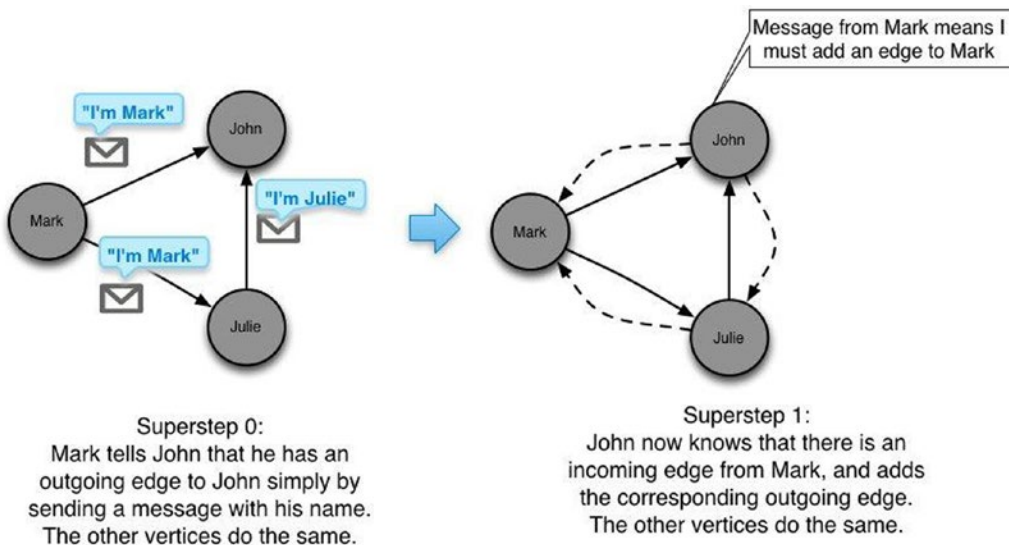 "I'm Mark"
John
Mark
"I'm Julie"
"I'm Mark"
Julie
Superstep 0:
Mark tells John that he has an
outgoing edge to John simply by
sending a message with his name.
The other vertices do the same.
Message from Mark means I
must add an edge to Mark
John
Mark
Julie
Superstep 1:
John now knows that there is an
incoming edge from Mark, and adds
the corresponding outgoing edge.
The other vertices do the same.